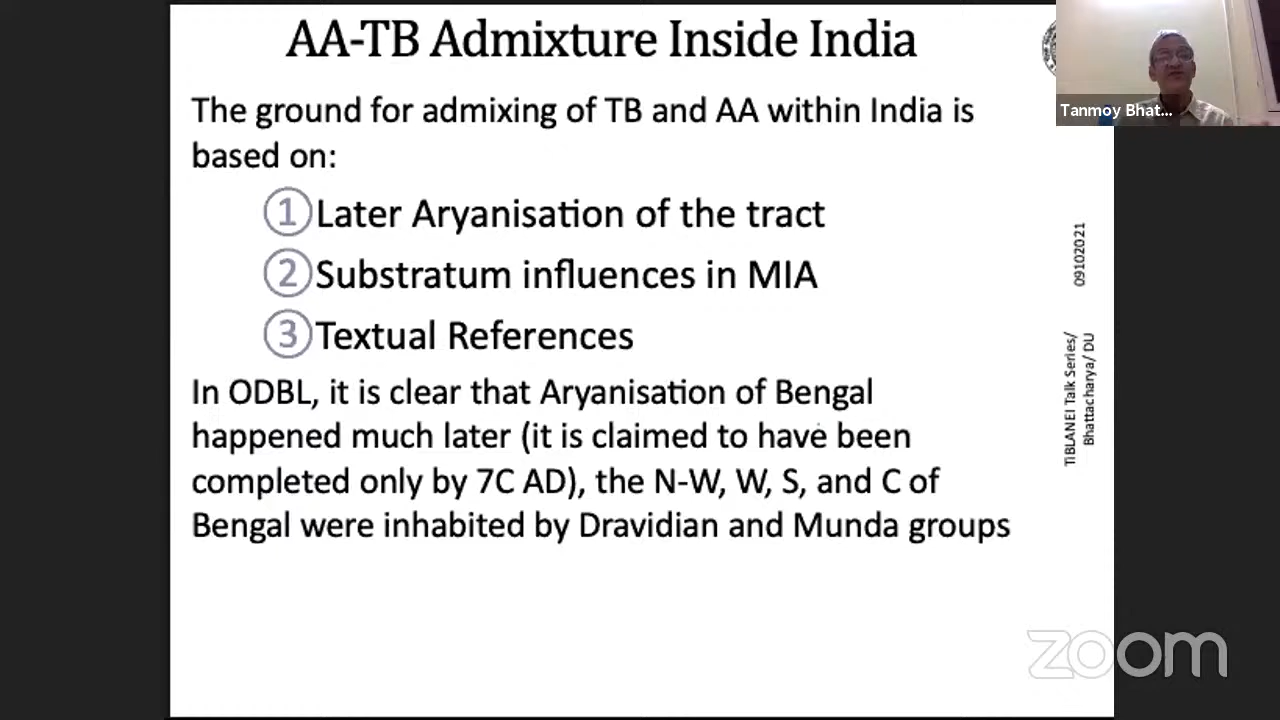 AA-TB Admixture Inside India
The ground for admixing of TB and AA within India is
based on:
1 Later Aryanisation of the tract
2 Substratum influences in MIA
3 Textual References
In ODBL, it is clear that Aryanisation of Bengal
happened much later (it is claimed to have been
completed only by 7C AD), the N-W, W, S, and C of
Bengal were inhabited by Dravidian and Munda groups
Tanmoy Bhat...
09102021
TiBLANEI Talk Series/
Bhattacharya/ DU
zoom